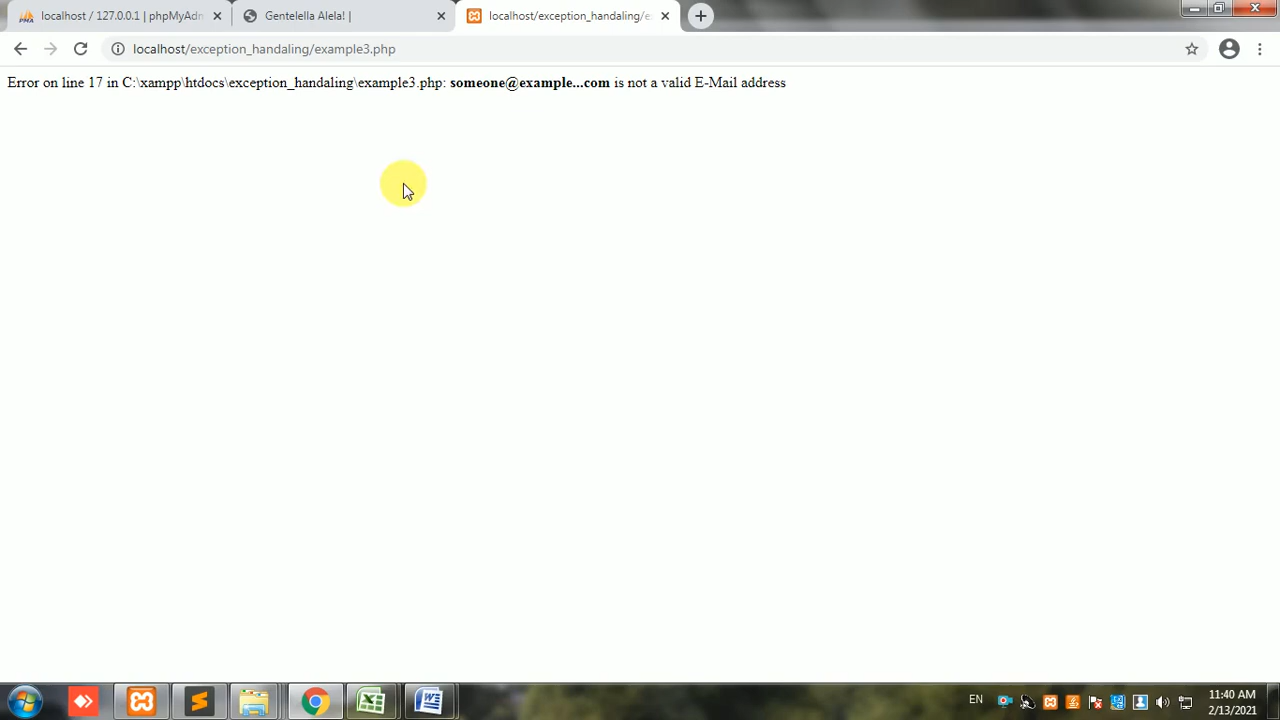 localhost / 127.0.0.1 | phpMyAd
Gentelella Alela! |
localhost/exception_handaling/e
localhost/exception_handaling/example3.php
Error on line 17 in C:\xampp\htdocs\exception_handaling\example3.php: someone@example...com is not a valid E-Mail address
EN
11:40 AM
2/13/2021